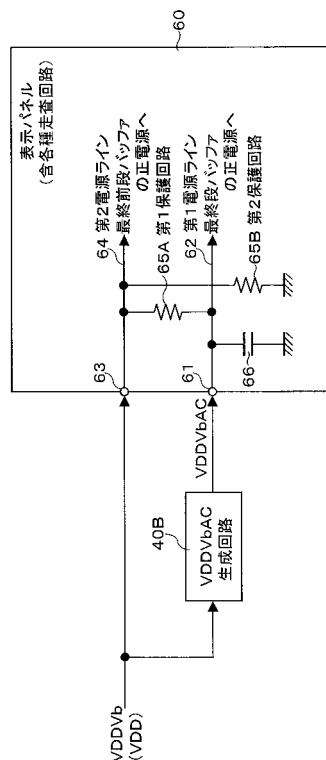 60
表示パネル
(含各種走査回路)
64 第2電源ライン
最終前段バッファ
の正電源へ
65A 第1保護回路
62 第1電源ライン
最終段バッファ
の正電源へ
65B 第2保護回路
63
61
66
VDDVbAC
40B
VDDVbAC
生成回路
VDDVb
(VDD)